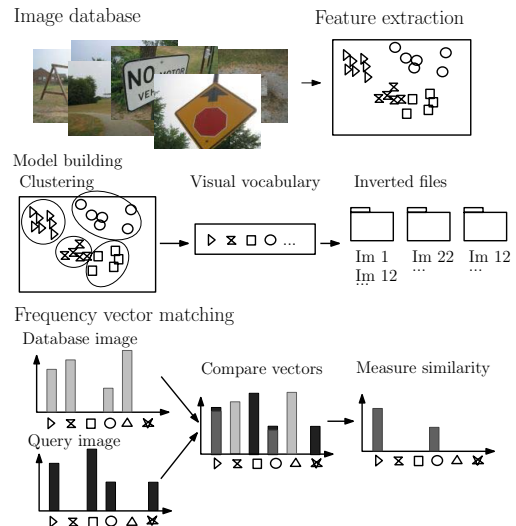 Image database
Feature extraction
NO MOTOR
VEH
Model building
Clustering
Visual vocabulary
Inverted files
...
Im 1
Im 12
...
Im 22
...
Im 12
...
Frequency vector matching
Database image
Compare vectors
Measure similarity
Query image